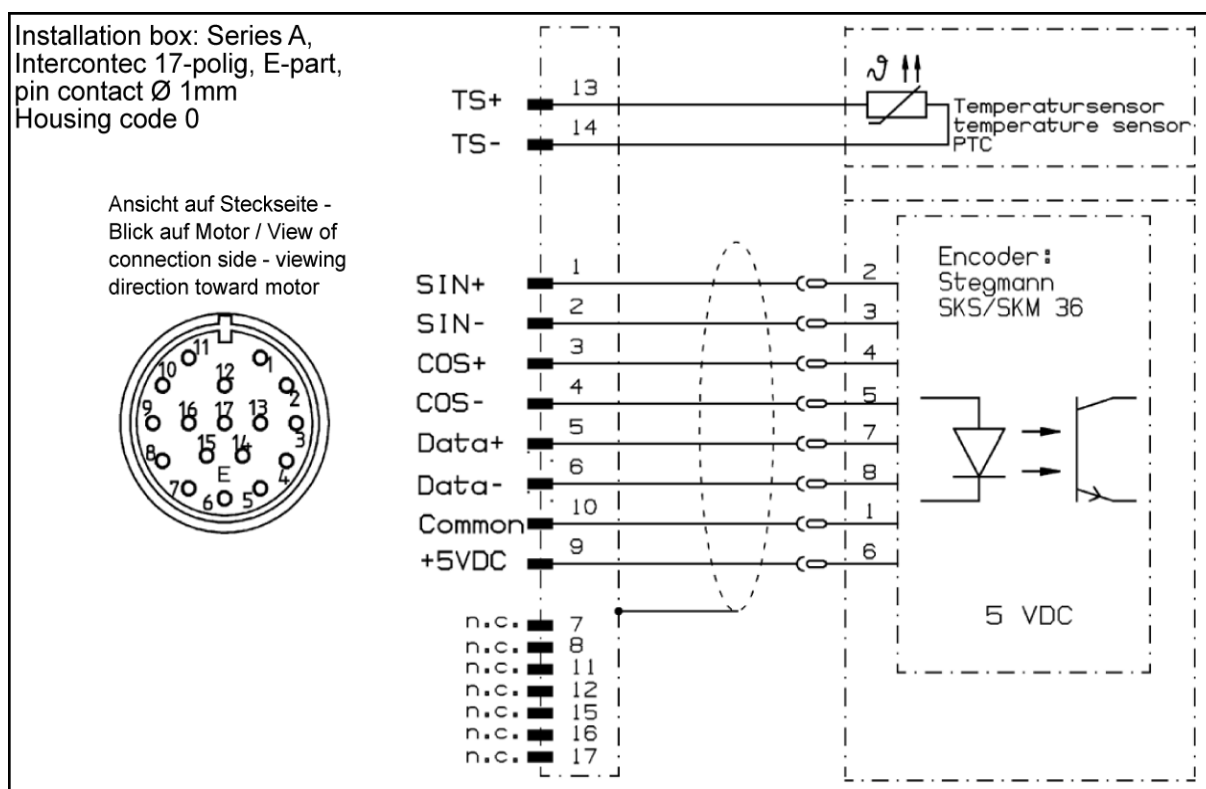 Installation box: Series A,
Intercontec 17-polig, E-part,
pin contact Ø 1mm
Housing code 0
Ansicht auf Steckseite -
Blick auf Motor / View of
connection side - viewing
direction toward motor
11
1
10
12
2
9
16
17
13
3
8
15
14
4
E
7
6
5
TS+ 13
TS- 14
ϑ
Temperatursensor
temperature sensor
PTC
SIN+ 1 2
SIN- 2 3
COS+ 3 4
COS- 4 5
Data+ 5 7
Data- 6 8
Common 10 1
+5VDC 9 6
n.c. 7
n.c. 8
n.c. 11
n.c. 12
n.c. 15
n.c. 16
n.c. 17
Encoder:
Stegmann
SKS/SKM 36
5 VDC